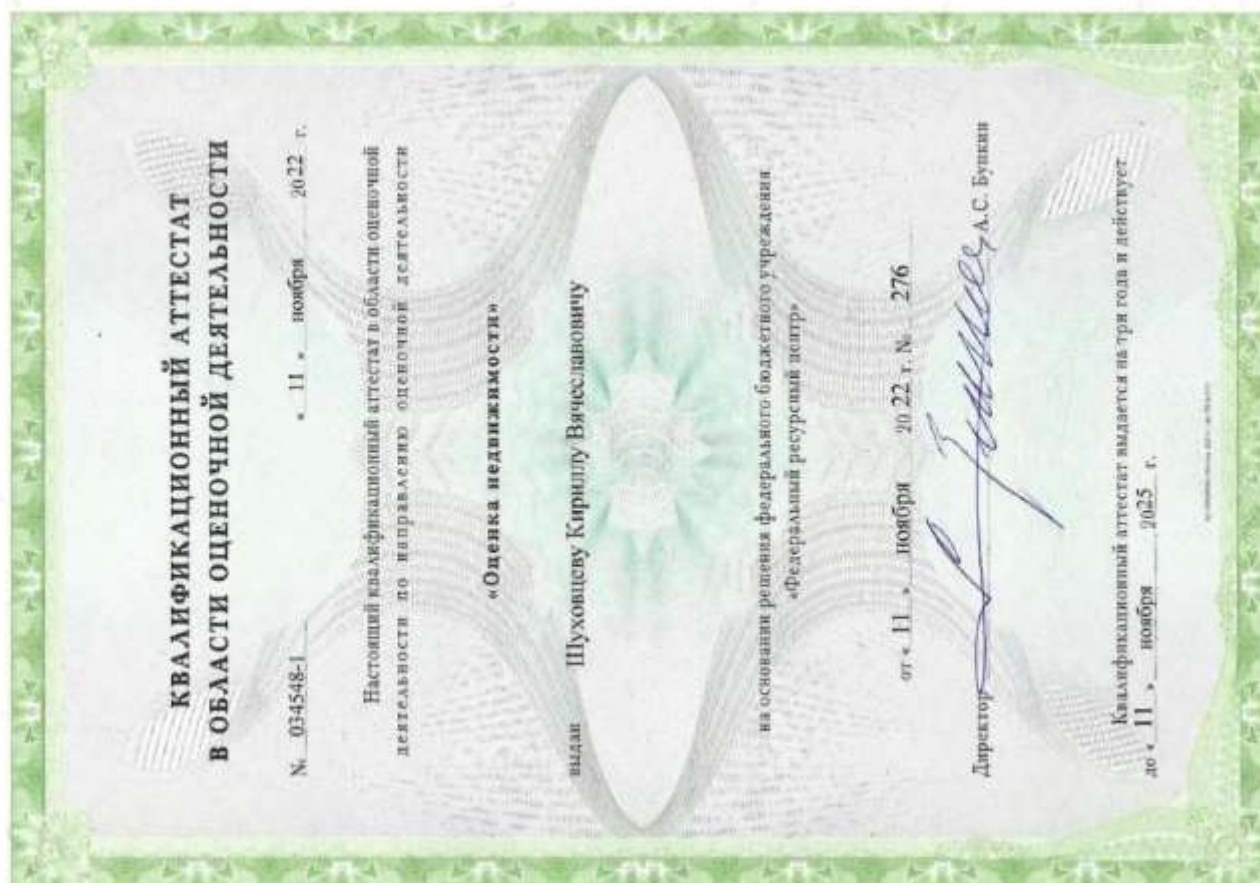 КВАЛИФИКАЦИОННЫЙ АТТЕСТАТ
В ОБЛАСТИ ОЦЕНОЧНОЙ ДЕЯТЕЛЬНОСТИ
№ 034548-1 « 11 » ноября 2022 г.
Настоящий квалификационный аттестат в области оценочной
деятельности по направлению оценочной деятельности
«Оценка недвижимости»
выдан Шуховцеву Кириллу Вячеславовичу
на основании решения федерального бюджетного учреждения
«Федеральный ресурсный центр»
от « 11 » ноября 20 22 г. № 276
Директор А.С. Бункин
Квалификационный аттестат выдается на три года и действует
до « 11 » ноября 2025 г.